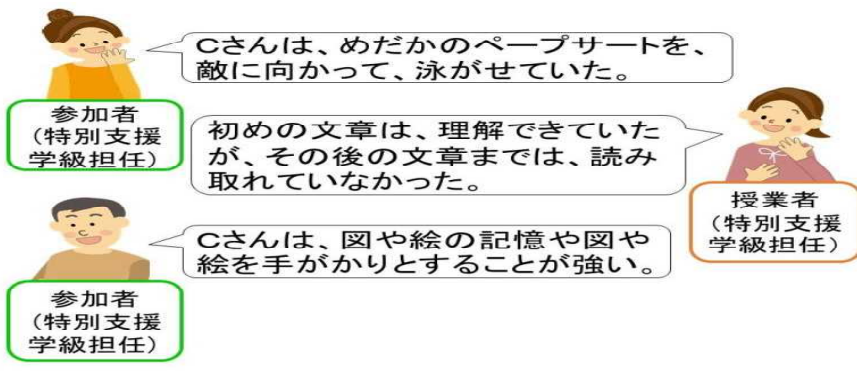 Cさんは、めだかのペープサートを、
敵に向かって、泳がせていた。
参加者
(特別支援
学級担任)
初めの文章は、理解できていた
が、その後の文章までは、読み
取れていなかった。
授業者
(特別支援
学級担任)
Cさんは、図や絵の記憶や図や
絵を手がかりとすることが強い。
参加者
(特別支援
学級担任)